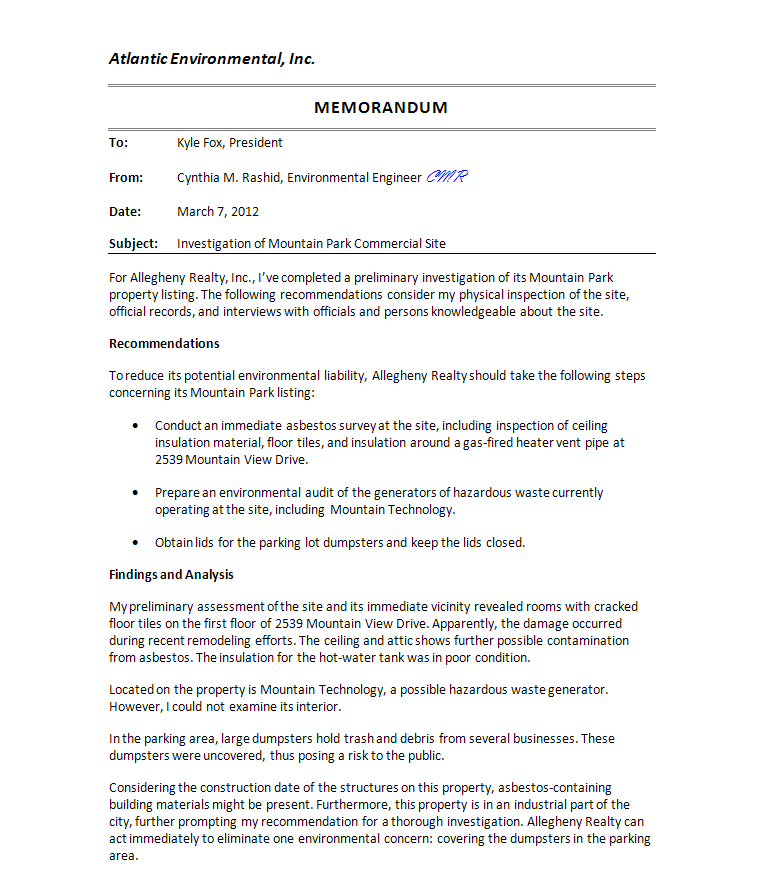 Atlantic Environmental, Inc.
MEMORANDUM
To: Kyle Fox, President
From: Cynthia M. Rashid, Environmental Engineer CMR
Date: March 7, 2012
Subject: Investigation of Mountain Park Commercial Site
For Allegheny Realty, Inc., I've completed a preliminary investigation of its Mountain Park
property listing. The following recommendations consider my physical inspection of the site,
official records, and interviews with officials and persons knowledgeable about the site.
Recommendations
To reduce its potential environmental liability, Allegheny Realty should take the following steps
concerning its Mountain Park listing:
• Conduct an immediate asbestos survey at the site, including inspection of ceiling
insulation material, floor tiles, and insulation around a gas-fired heater vent pipe at
2539 Mountain View Drive.
• Prepare an environmental audit of the generators of hazardous waste currently
operating at the site, including Mountain Technology.
• Obtain lids for the parking lot dumpsters and keep the lids closed.
Findings and Analysis
My preliminary assessment of the site and its immediate vicinity revealed rooms with cracked
floor tiles on the first floor of 2539 Mountain View Drive. Apparently, the damage occurred
during recent remodeling efforts. The ceiling and attic shows further possible contamination
from asbestos. The insulation for the hot-water tank was in poor condition.
Located on the property is Mountain Technology, a possible hazardous waste generator.
However, I could not examine its interior.
In the parking area, large dumpsters hold trash and debris from several businesses. These
dumpsters were uncovered, thus posing a risk to the public.
Considering the construction date of the structures on this property, asbestos-containing
building materials might be present. Furthermore, this property is in an industrial part of the
city, further prompting my recommendation for a thorough investigation. Allegheny Realty can
act immediately to eliminate one environmental concern: covering the dumpsters in the parking
area.